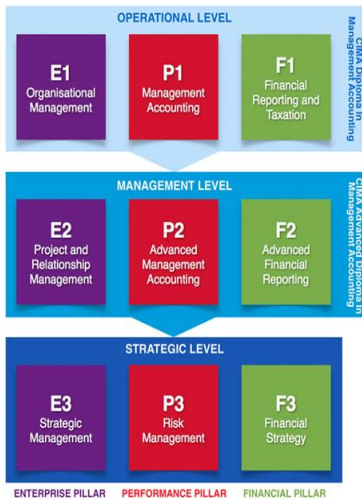 OPERATIONAL LEVEL
E1
Organisational
Management
P1
Management
Accounting
F1
Financial
Reporting and
Taxation
CIMA Diploma In
Management Accounting
MANAGEMENT LEVEL
E2
Project and
Relationship
Management
P2
Advanced
Management
Accounting
F2
Advanced
Financial
Reporting
CIMA Advanced Diploma In
Management Accounting
STRATEGIC LEVEL
E3
Strategic
Management
P3
Risk
Management
F3
Financial
Strategy
ENTERPRISE PILLAR
PERFORMANCE PILLAR
FINANCIAL PILLAR